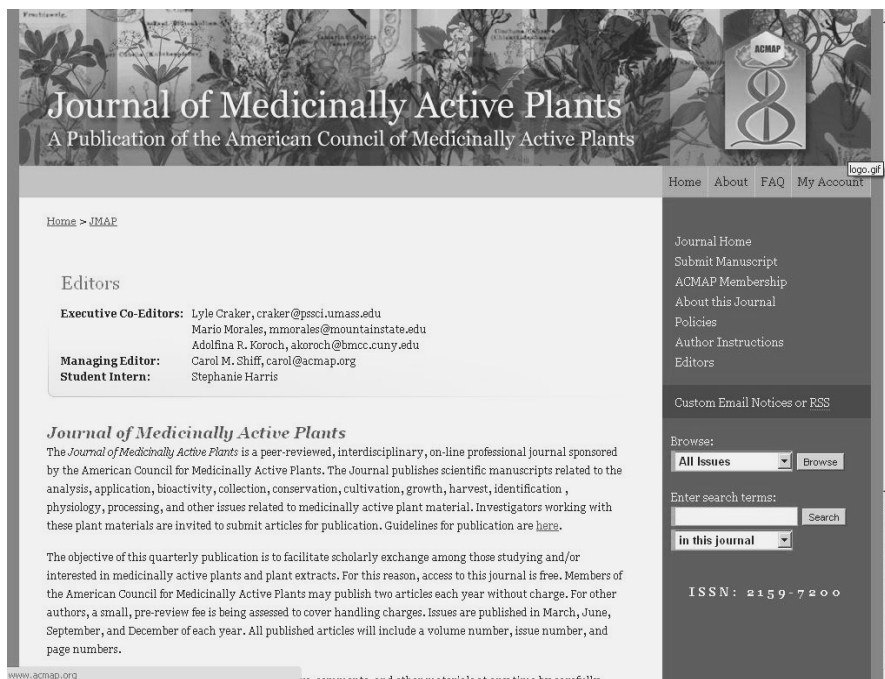 ACMAP
Journal of Medicinally Active Plants
A Publication of the American Council of Medicinally Active Plants
logo.gif
Home About FAQ My Account
Home > JMAP
Editors
Executive Co-Editors: Lyle Craker, craker@pssci.umass.edu
Mario Morales, mmorales@mountainstate.edu
Adolfina R. Koroch, akoroch@bmcc.cuny.edu
Managing Editor: Carol M. Shiff, carol@acmap.org
Student Intern: Stephanie Harris
Journal of Medicinally Active Plants
The Journal of Medicinally Active Plants is a peer-reviewed, interdisciplinary, on-line professional journal sponsored
by the American Council for Medicinally Active Plants. The Journal publishes scientific manuscripts related to the
analysis, application, bioactivity, collection, conservation, cultivation, growth, harvest, identification ,
physiology, processing, and other issues related to medicinally active plant material. Investigators working with
these plant materials are invited to submit articles for publication. Guidelines for publication are here.
The objective of this quarterly publication is to facilitate scholarly exchange among those studying and/or
interested in medicinally active plants and plant extracts. For this reason, access to this journal is free. Members of
the American Council for Medicinally Active Plants may publish two articles each year without charge. For other
authors, a small, pre-review fee is being assessed to cover handling charges. Issues are published in March, June,
September, and December of each year. All published articles will include a volume number, issue number, and
page numbers.
www.acmap.org
Journal Home
Submit Manuscript
ACMAP Membership
About this Journal
Policies
Author Instructions
Editors
Custom Email Notices or RSS
Browse:
All Issues Browse
Enter search terms:
Search
in this journal
ISSN: 2159-7200